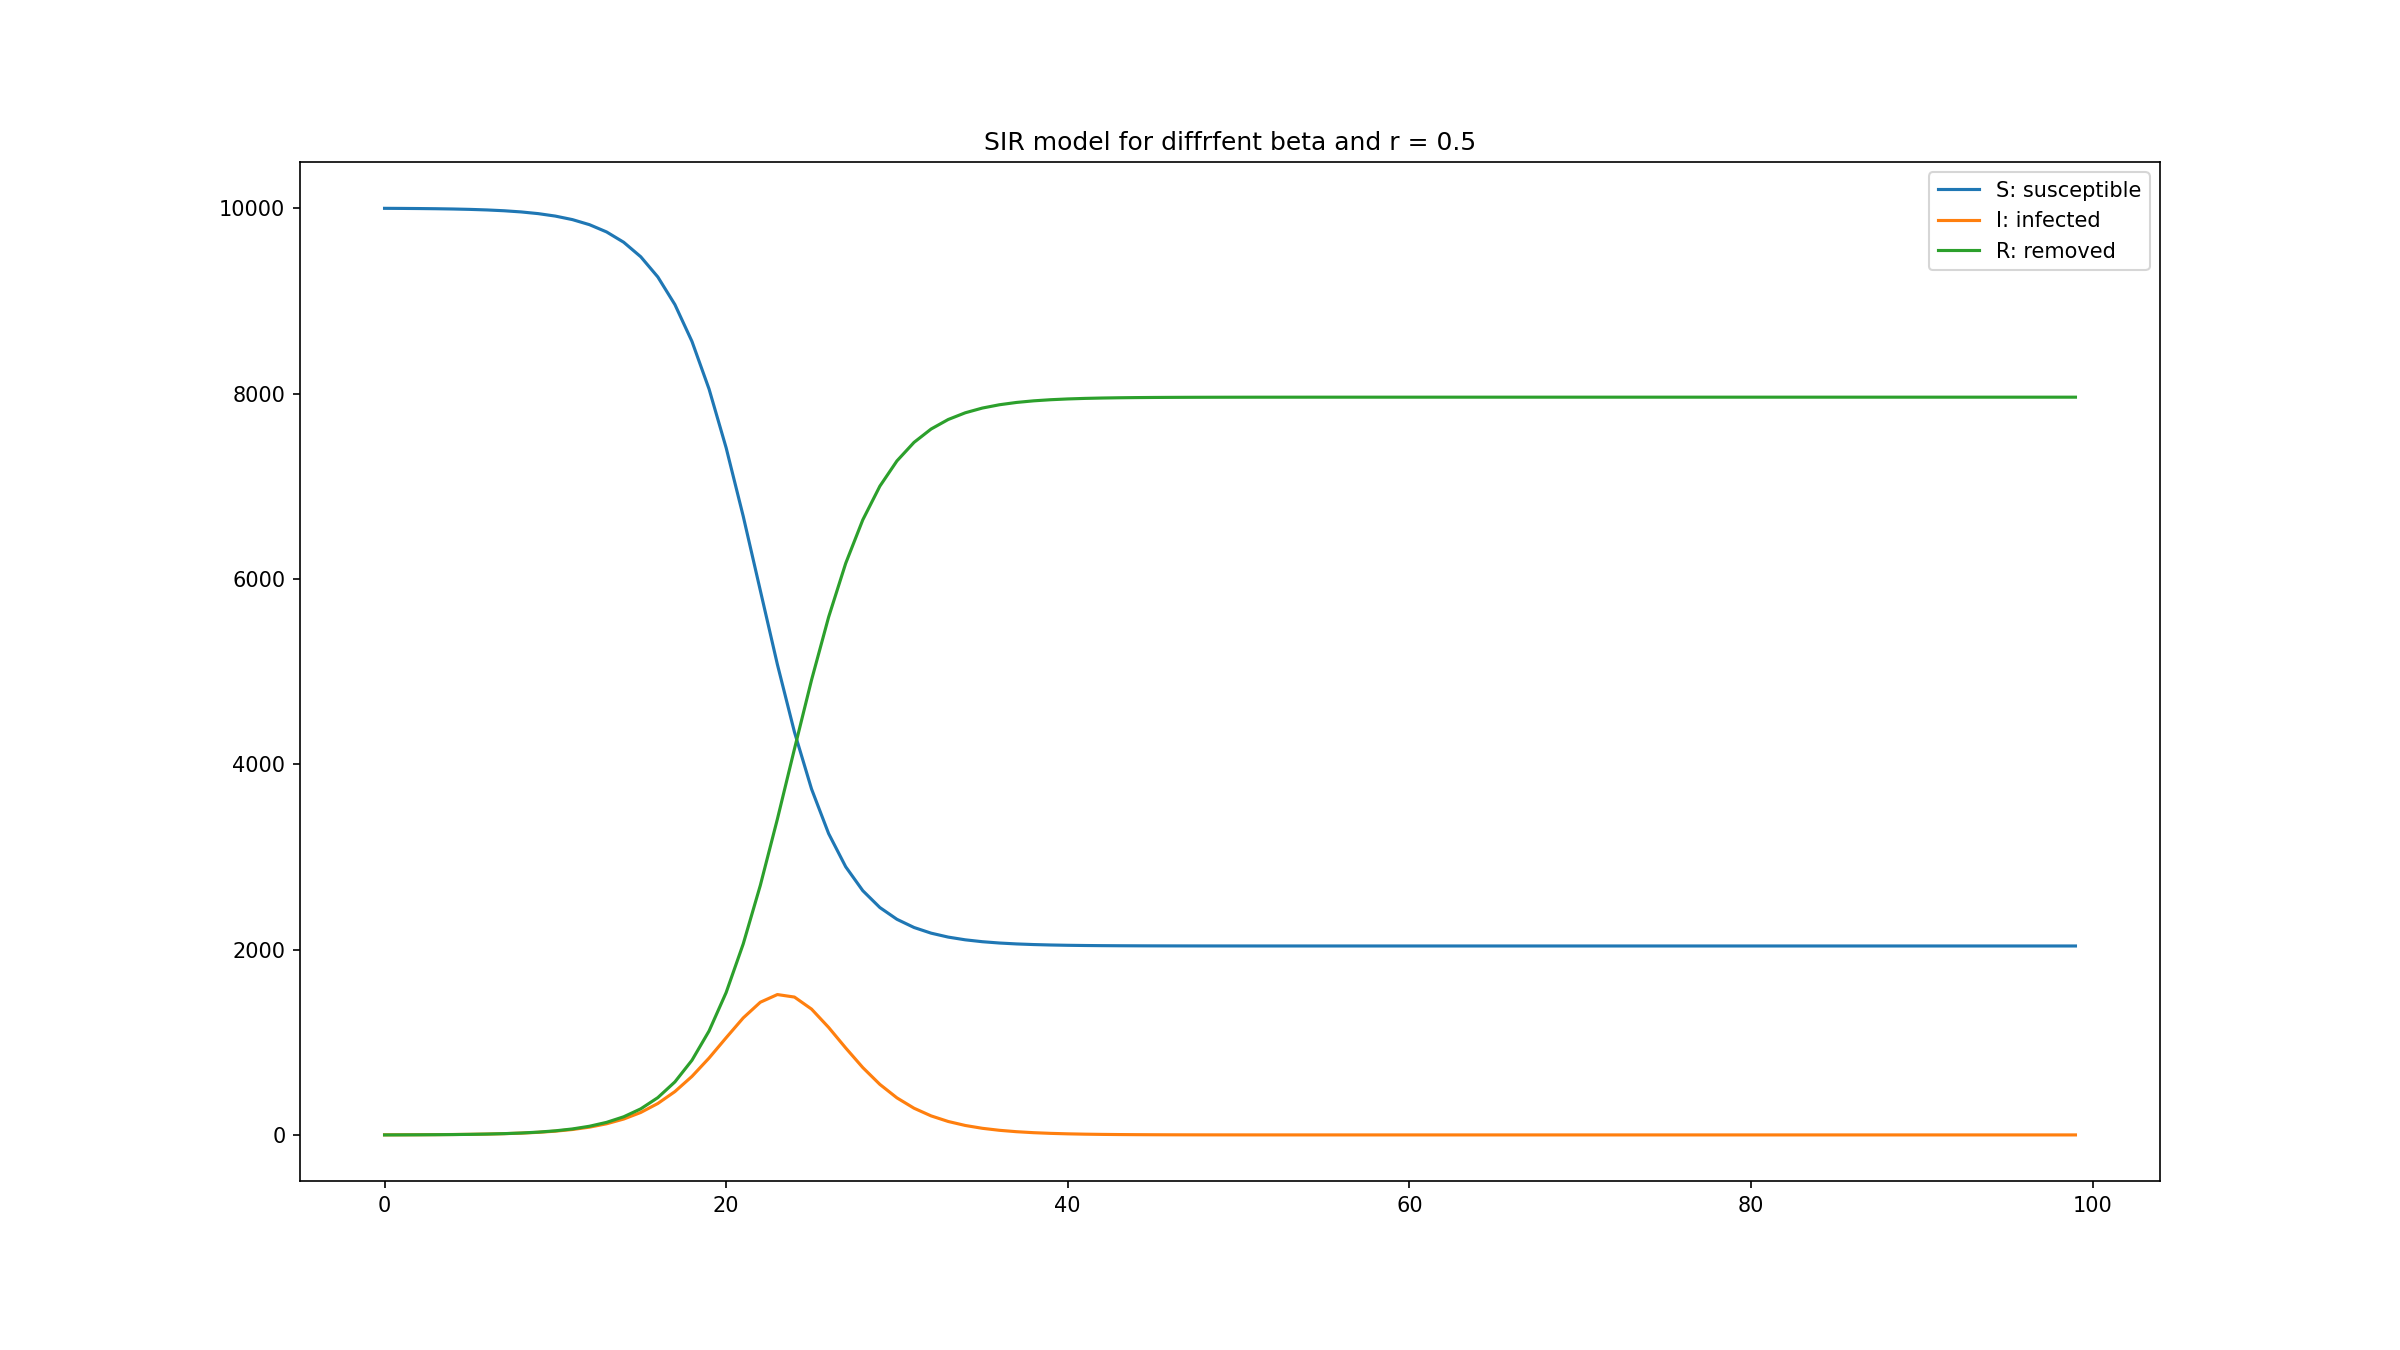 SIR model for diffrfent beta and r = 0.5
S: susceptible
I: infected
R: removed
10000
8000
6000
4000
2000
0
0 20 40 60 80 100